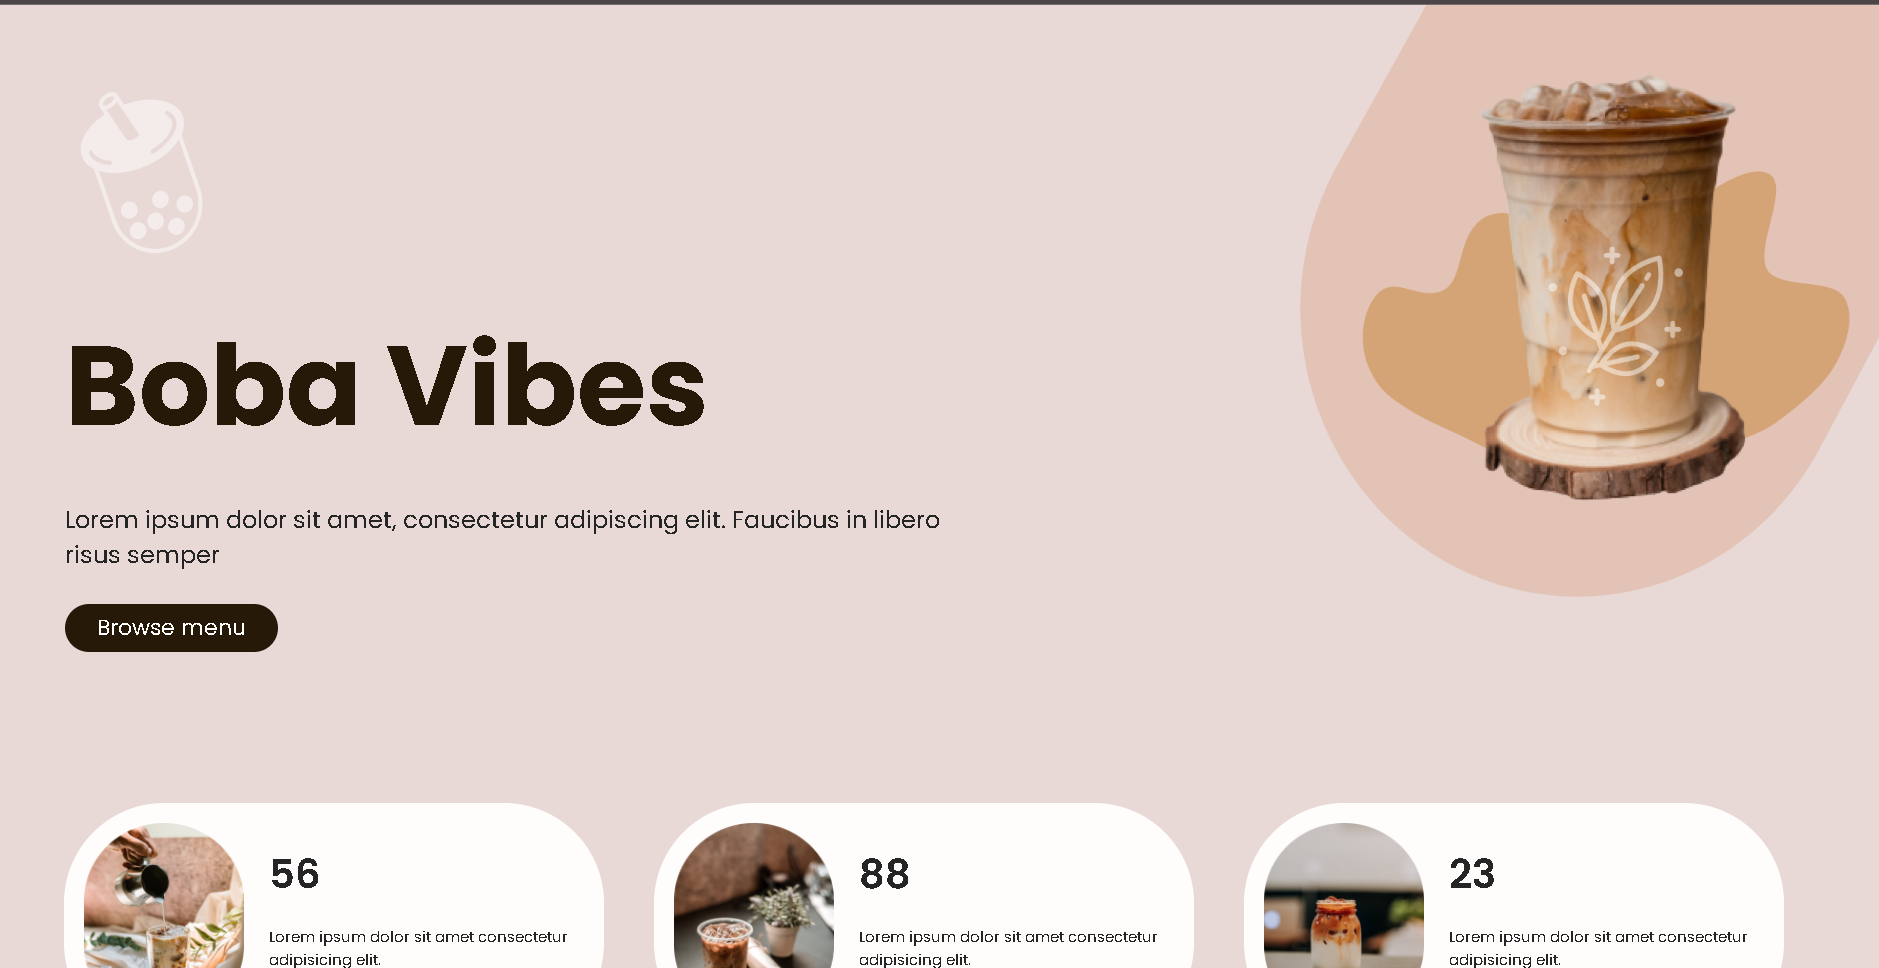 Boba Vibes
Lorem ipsum dolor sit amet, consectetur adipiscing elit. Faucibus in libero
risus semper
Browse menu
56
Lorem ipsum dolor sit amet consectetur
adipisicing elit.
88
Lorem ipsum dolor sit amet consectetur
adipisicing elit.
23
Lorem ipsum dolor sit amet consectetur
adipisicing elit.